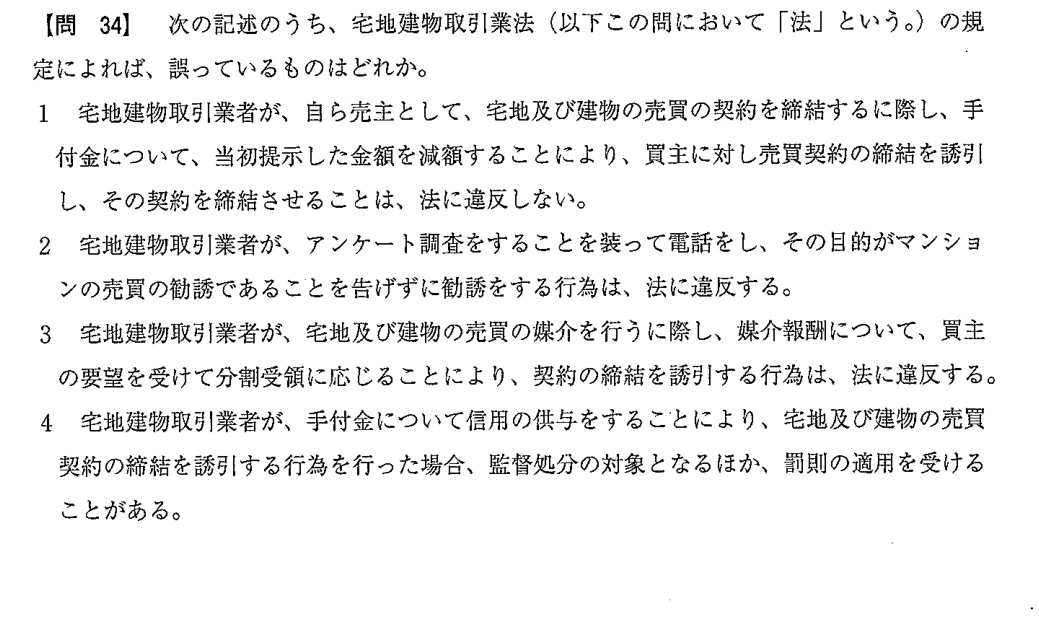 【問　34】　次の記述のうち、宅地建物取引業法（以下この問において「法」という。）の規
定によれば、誤っているものはどれか。
1　宅地建物取引業者が、自ら売主として、宅地及び建物の売買の契約を締結するに際し、手
付金について、当初提示した金額を減額することにより、買主に対し売買契約の締結を誘引
し、その契約を締結させることは、法に違反しない。
2　宅地建物取引業者が、アンケート調査をすることを装って電話をし、その目的がマンショ
ンの売買の勧誘であることを告げずに勧誘をする行為は、法に違反する。
3　宅地建物取引業者が、宅地及び建物の売買の媒介を行うに際し、媒介報酬について、買主
の要望を受けて分割受領に応じることにより、契約の締結を誘引する行為は、法に違反する。
4　宅地建物取引業者が、手付金について信用の供与をすることにより、宅地及び建物の売買
契約の締結を誘引する行為を行った場合、監督処分の対象となるほか、罰則の適用を受ける
ことがある。